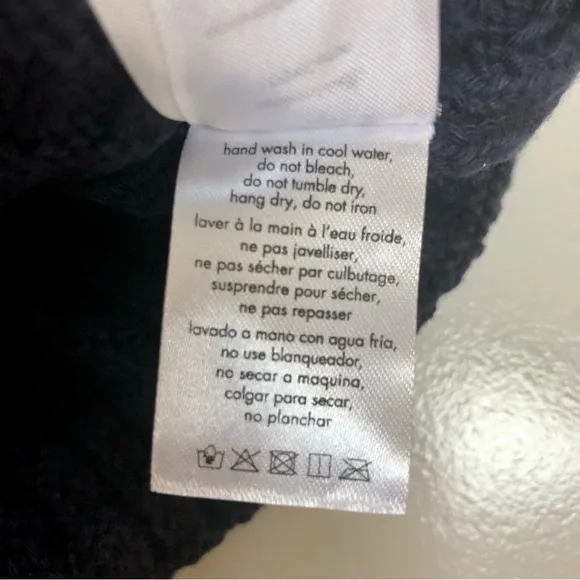 hand wash in cool water,
do not bleach,
do not tumble dry,
hang dry, do not iron
laver à la main à l'eau froide,
ne pas javelliser,
ne pas sécher par culbutage,
susprendre pour sécher,
ne pas repasser
lavado a mano con agua fría,
no use blanqueador,
no secar a maquina,
colgar para secar,
no planchar